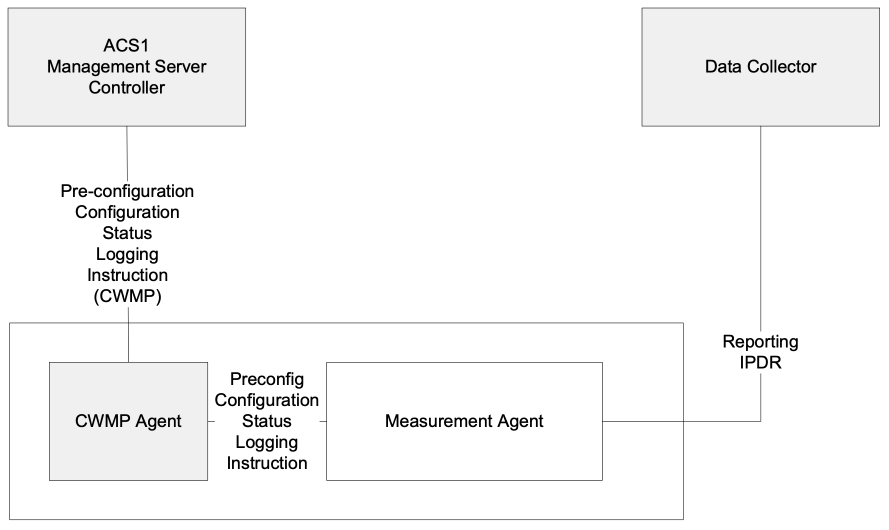 ACS1
Management Server
Controller
Data Collector
Pre-configuration
Configuration
Status
Logging
Instruction
(CWMP)
Reporting
IPDR
CWMP Agent
Preconfig
Configuration
Status
Logging
Instruction
Measurement Agent